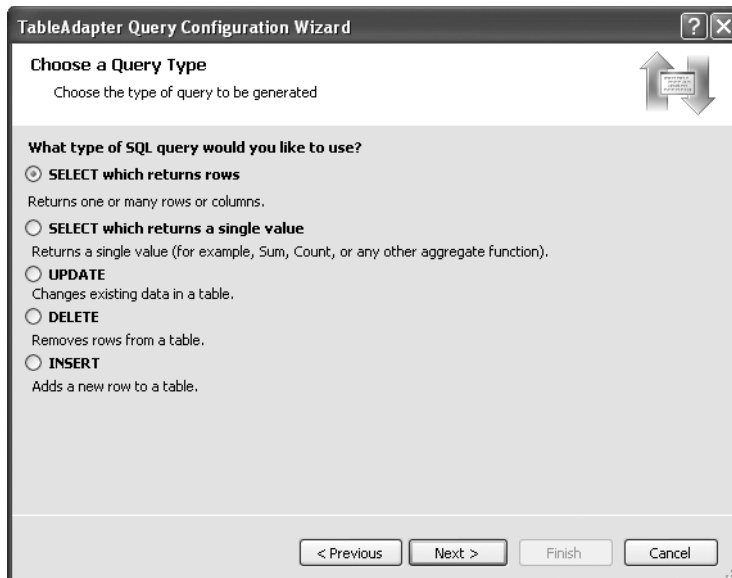 TableAdapter Query Configuration Wizard
Choose a Query Type
Choose the type of query to be generated
What type of SQL query would you like to use?
SELECT which returns rows
Returns one or many rows or columns.
SELECT which returns a single value
Returns a single value (for example, Sum, Count, or any other aggregate function).
UPDATE
Changes existing data in a table.
DELETE
Removes rows from a table.
INSERT
Adds a new row to a table.
< Previous
Next >
Finish
Cancel